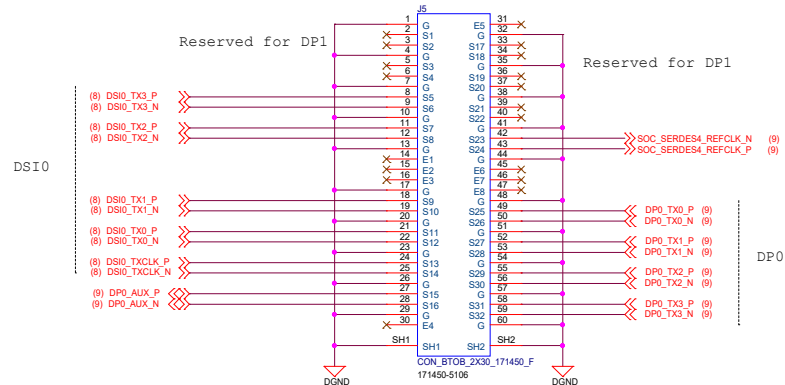 J5
Reserved for DP1
Reserved for DP1
1 G E5 31
2 S1 G 32
3 S2 S17 33
4 G S18 34
5 S3 G 35
6 S4 S19 36
7 G S20 37
(8) DSI0_TX3_P 8 S5 G 38
(8) DSI0_TX3_N 9 S6 S21 39
10 G S22 40
(8) DSI0_TX2_P 11 S7 G 41
(8) DSI0_TX2_N 12 S8 S23 42 SOC_SERDES4_REFCLK_N (9)
13 G S24 43 SOC_SERDES4_REFCLK_P (9)
14 E1 G 44
DSI0
15 E2 E6 45
16 E3 E7 46
17 G E8 47
(8) DSI0_TX1_P 18 S9 G 48
(8) DSI0_TX1_N 19 S10 S25 49 DP0_TX0_P (9)
20 G S26 50 DP0_TX0_N (9)
(8) DSI0_TX0_P 21 S11 G 51
(8) DSI0_TX0_N 22 S12 S27 52 DP0_TX1_P (9)
23 G S28 53 DP0_TX1_N (9)
DP0
(8) DSI0_TXCLK_P 24 S13 G 54
(8) DSI0_TXCLK_N 25 S14 S29 55 DP0_TX2_P (9)
26 G S30 56 DP0_TX2_N (9)
(9) DP0_AUX_P 27 S15 G 57
(9) DP0_AUX_N 28 S16 S31 58 DP0_TX3_P (9)
29 G S32 59 DP0_TX3_N (9)
30 E4 G 60
SH1 SH1 SH2 SH2
CON_BTOB_2X30_171450_F
171450-5106
DGND
DGND